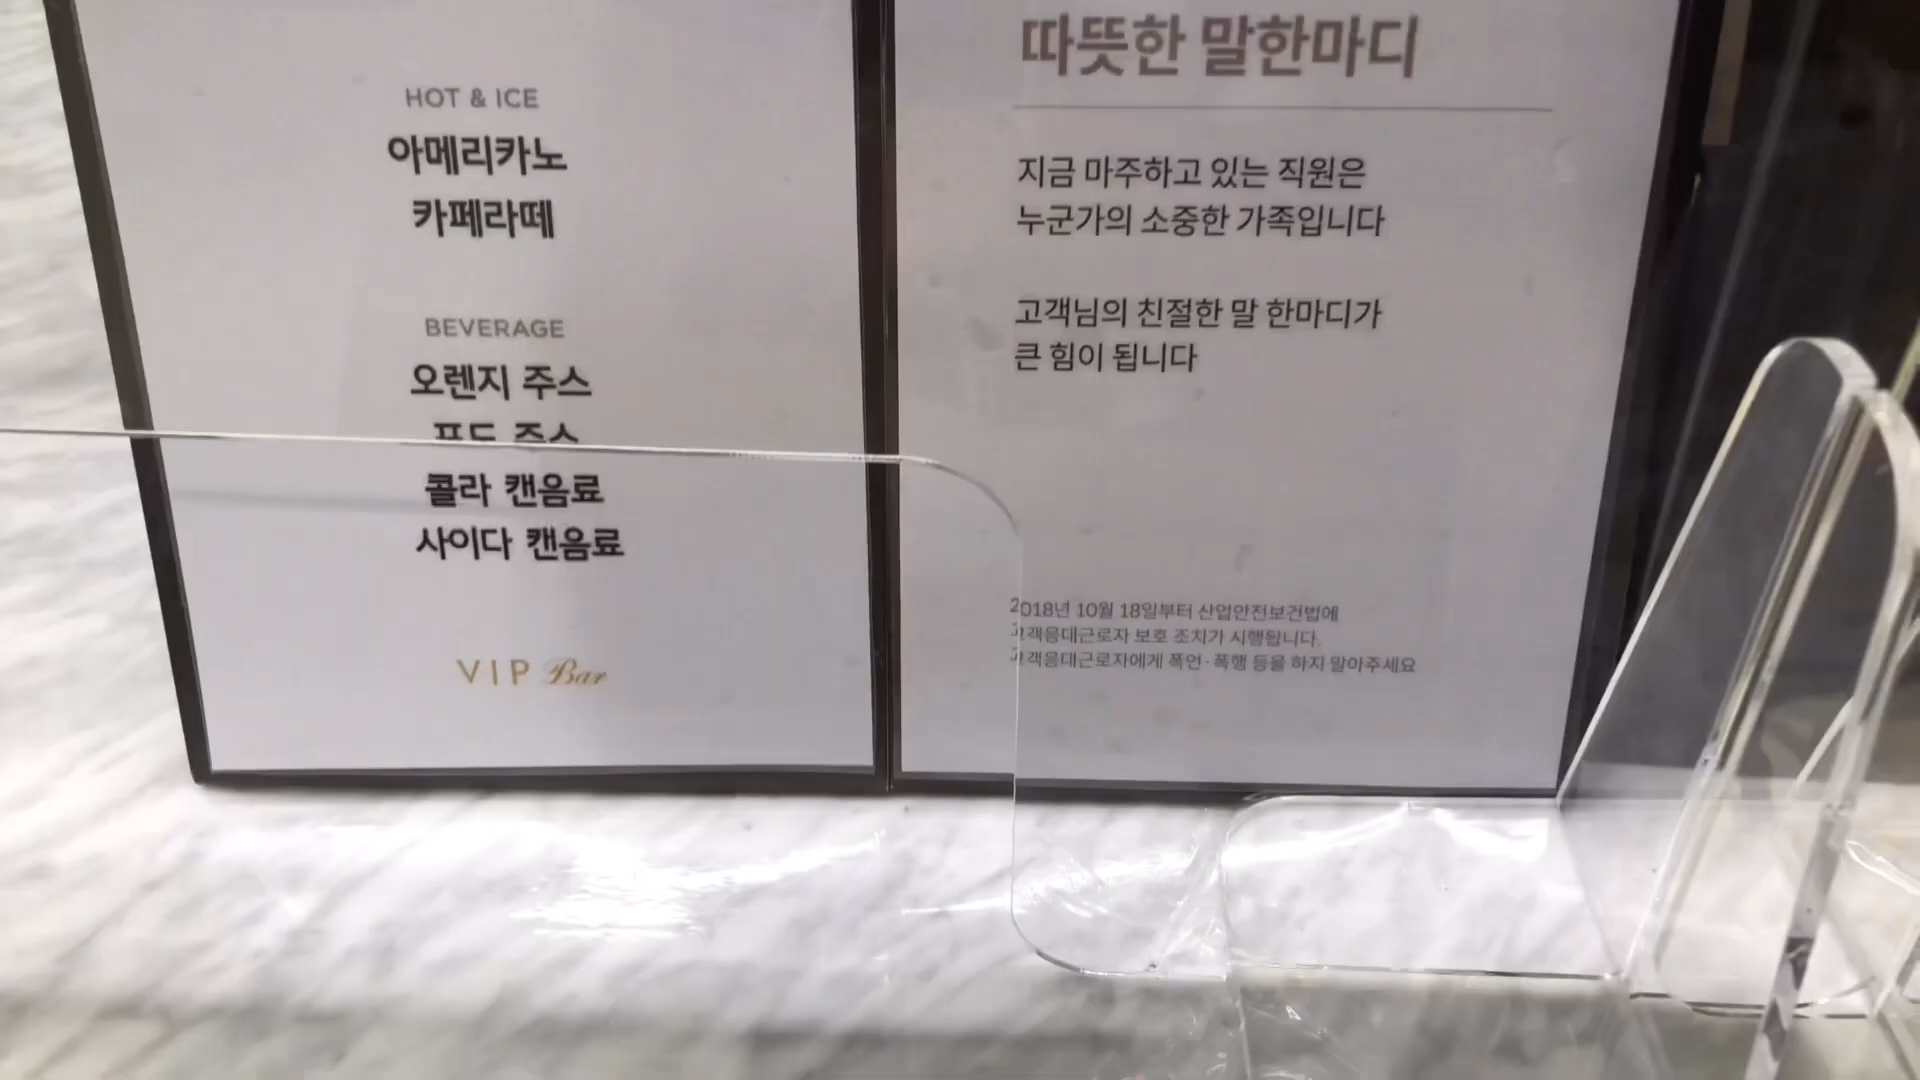 HOT & ICE
아메리카노
카페라떼
BEVERAGE
오렌지 주스
주스
콜라 캔음료
사이다 캔음료
VIP Bar
따뜻한 말한마디
지금 마주하고 있는 직원은
누군가의 소중한 가족입니다
고객님의 친절한 말 한마디가
큰 힘이 됩니다
2018년 10월 18일부터 산업안전보건법에
고객응대근로자 보호 조치가 시행됩니다.
고객응대근로자에게 폭언·폭행 등을 하지 말아주세요